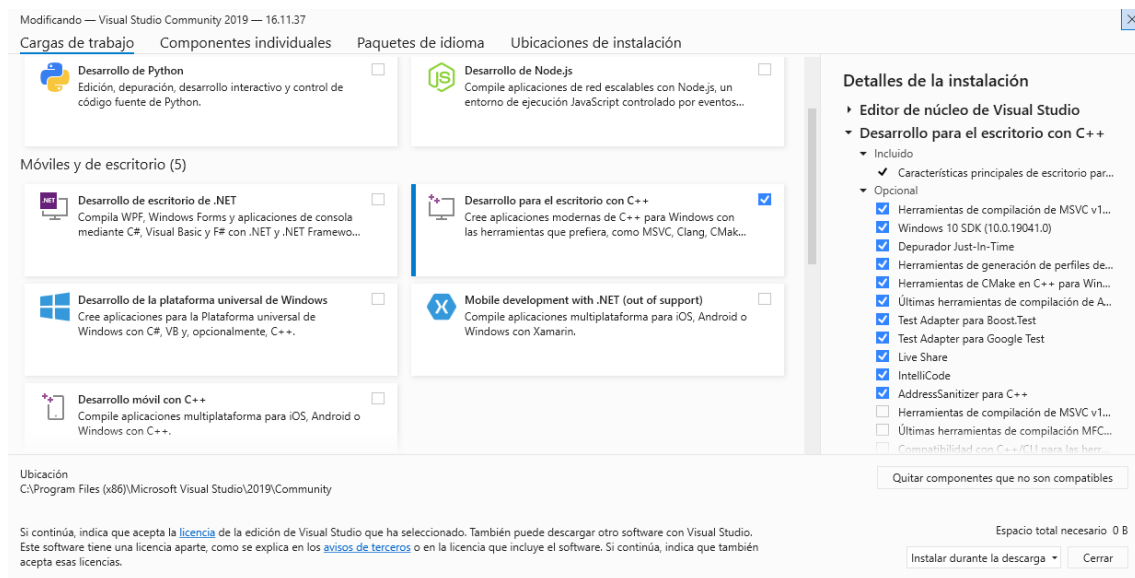 Modificando — Visual Studio Community 2019 — 16.11.37
Cargas de trabajo Componentes individuales Paquetes de idioma Ubicaciones de instalación
Desarrollo de Python
Edición, depuración, desarrollo interactivo y control de
código fuente de Python.
Desarrollo de Node.js
Compile aplicaciones de red escalables con Node.js, un
entorno de ejecución JavaScript controlado por eventos...
Móviles y de escritorio (5)
Desarrollo de escritorio de .NET
Compila WPF, Windows Forms y aplicaciones de consola
mediante C#, Visual Basic y F# con .NET y .NET Framewo...
Desarrollo para el escritorio con C++
Cree aplicaciones modernas de C++ para Windows con
las herramientas que prefiera, como MSVC, Clang, CMak...
Desarrollo de la plataforma universal de Windows
Cree aplicaciones para la Plataforma universal de
Windows con C#, VB y, opcionalmente, C++.
Mobile development with .NET (out of support)
Compile aplicaciones multiplataforma para iOS, Android o
Windows con Xamarin.
Desarrollo móvil con C++
Compile aplicaciones multiplataforma para iOS, Android o
Windows con C++.
Detalles de la instalación
Editor de núcleo de Visual Studio
Desarrollo para el escritorio con C++
Incluido
Características principales de escritorio par...
Opcional
Herramientas de compilación de MSVC v1...
Windows 10 SDK (10.0.19041.0)
Depurador Just-In-Time
Herramientas de generación de perfiles de...
Herramientas de CMake en C++ para Win...
Últimas herramientas de compilación de A...
Test Adapter para Boost.Test
Test Adapter para Google Test
Live Share
IntelliCode
AddressSanitizer para C++
Herramientas de compilación de MSVC v1...
Últimas herramientas de compilación MFC...
Compatibilidad con C++/CLI para las herr...
Ubicación
C:\Program Files (x86)\Microsoft Visual Studio\2019\Community
Quitar componentes que no son compatibles
Si continúa, indica que acepta la licencia de la edición de Visual Studio que ha seleccionado. También puede descargar otro software con Visual Studio.
Este software tiene una licencia aparte, como se explica en los avisos de terceros o en la licencia que incluye el software. Si continúa, indica que también
acepta esas licencias.
Espacio total necesario 0 B
Instalar durante la descarga Cerrar